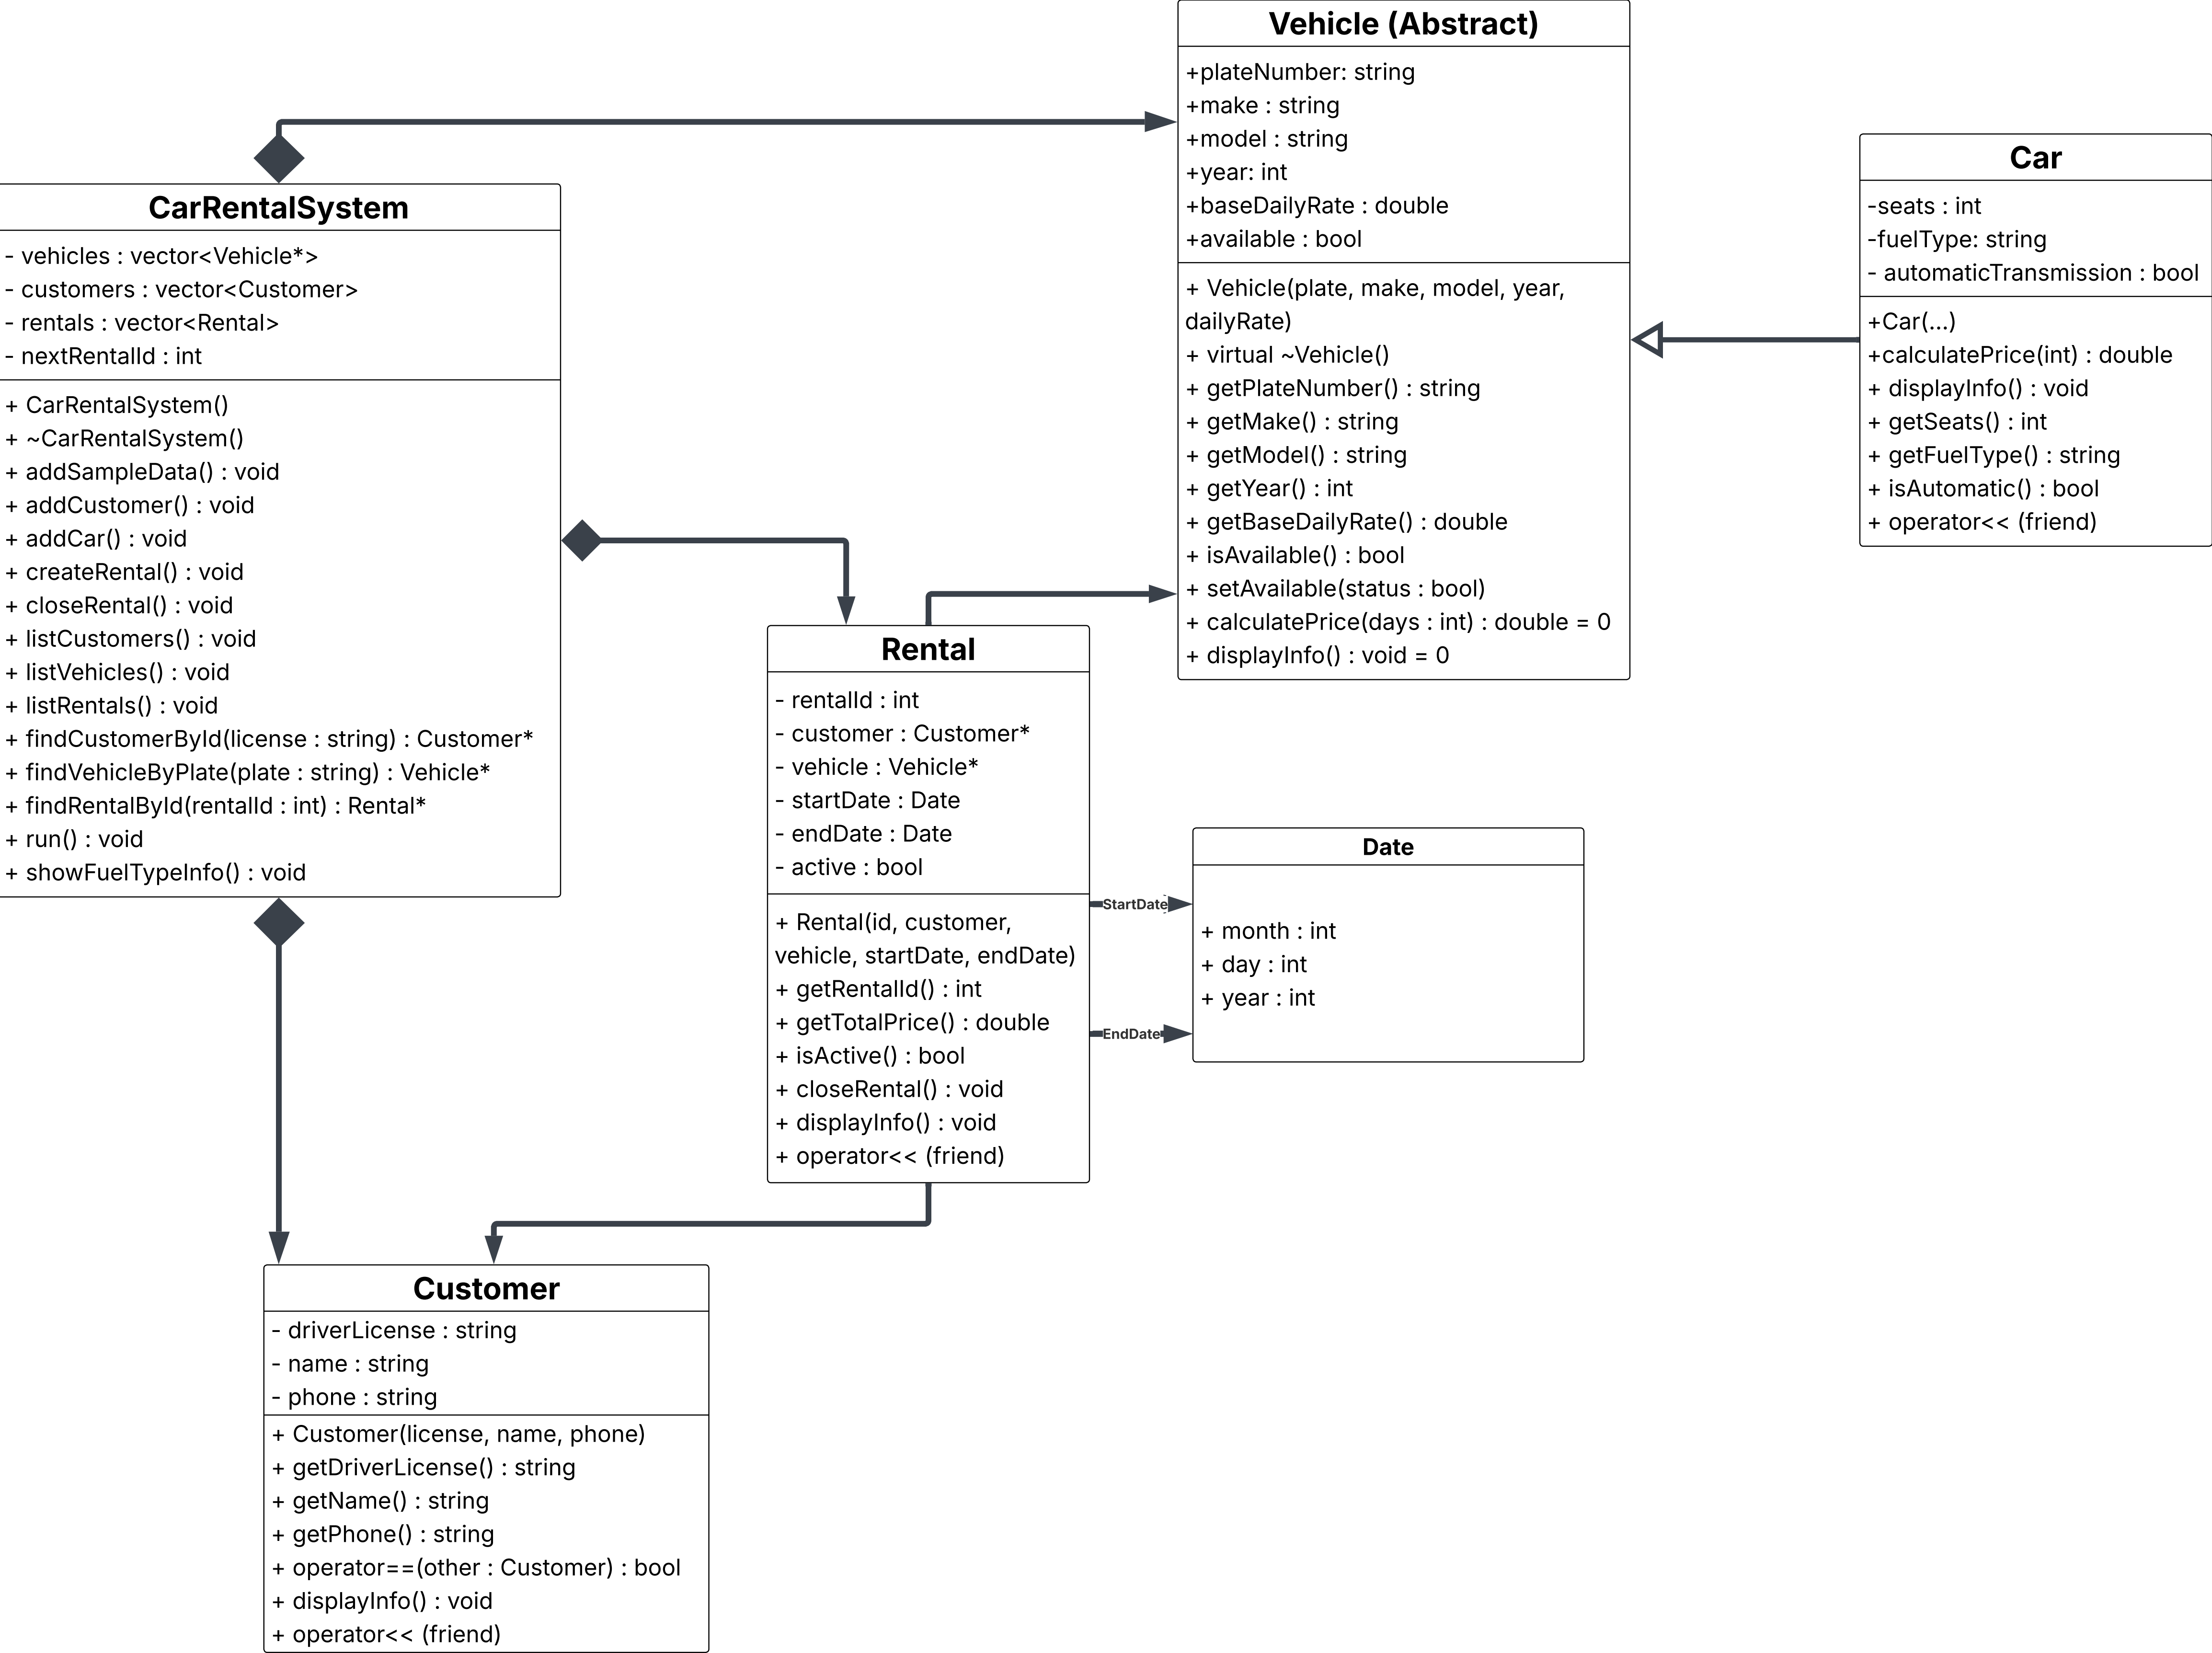 Vehicle (Abstract)
+plateNumber: string
+make : string
+model : string
+year: int
+baseDailyRate : double
+available : bool
+ Vehicle(plate, make, model, year,
dailyRate)
+ virtual ~Vehicle()
+ getPlateNumber() : string
+ getMake() : string
+ getModel() : string
+ getYear() : int
+ getBaseDailyRate() : double
+ isAvailable() : bool
+ setAvailable(status : bool)
+ calculatePrice(days : int) : double = 0
+ displayInfo() : void = 0
Car
-seats : int
-fuelType: string
- automaticTransmission : bool
+Car(...)
+calculatePrice(int) : double
+ displayInfo() : void
+ getSeats() : int
+ getFuelType() : string
+ isAutomatic() : bool
+ operator<< (friend)
CarRentalSystem
- vehicles : vector<Vehicle*>
- customers : vector<Customer>
- rentals : vector<Rental>
- nextRentalId : int
+ CarRentalSystem()
+ ~CarRentalSystem()
+ addSampleData() : void
+ addCustomer() : void
+ addCar() : void
+ createRental() : void
+ closeRental() : void
+ listCustomers() : void
+ listVehicles() : void
+ listRentals() : void
+ findCustomerById(license : string) : Customer*
+ findVehicleByPlate(plate : string) : Vehicle*
+ findRentalById(rentalId : int) : Rental*
+ run() : void
+ showFuelTypeInfo() : void
Rental
- rentalId : int
- customer : Customer*
- vehicle : Vehicle*
- startDate : Date
- endDate : Date
- active : bool
+ Rental(id, customer,
vehicle, startDate, endDate)
+ getRentalId() : int
+ getTotalPrice() : double
+ isActive() : bool
+ closeRental() : void
+ displayInfo() : void
+ operator<< (friend)
StartDate
EndDate
Date
+ month : int
+ day : int
+ year : int
Customer
- driverLicense : string
- name : string
- phone : string
+ Customer(license, name, phone)
+ getDriverLicense() : string
+ getName() : string
+ getPhone() : string
+ operator==(other : Customer) : bool
+ displayInfo() : void
+ operator<< (friend)